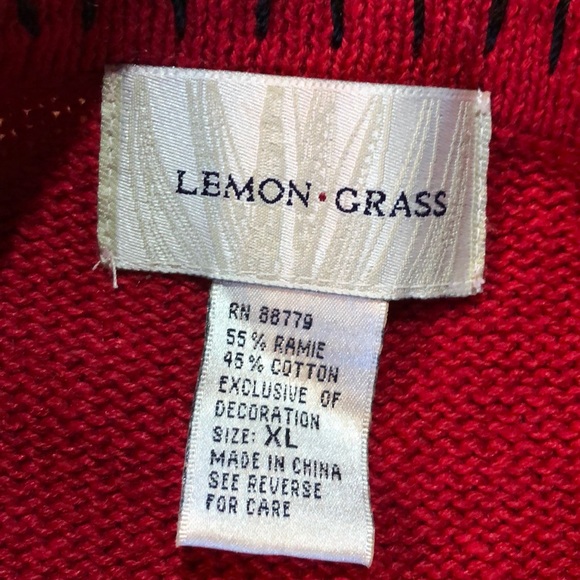 LEMON·GRASS
RN 88779
55% RAMIE
45% COTTON
EXCLUSIVE OF
DECORATION
SIZE: XL
MADE IN CHINA
SEE REVERSE
FOR CARE